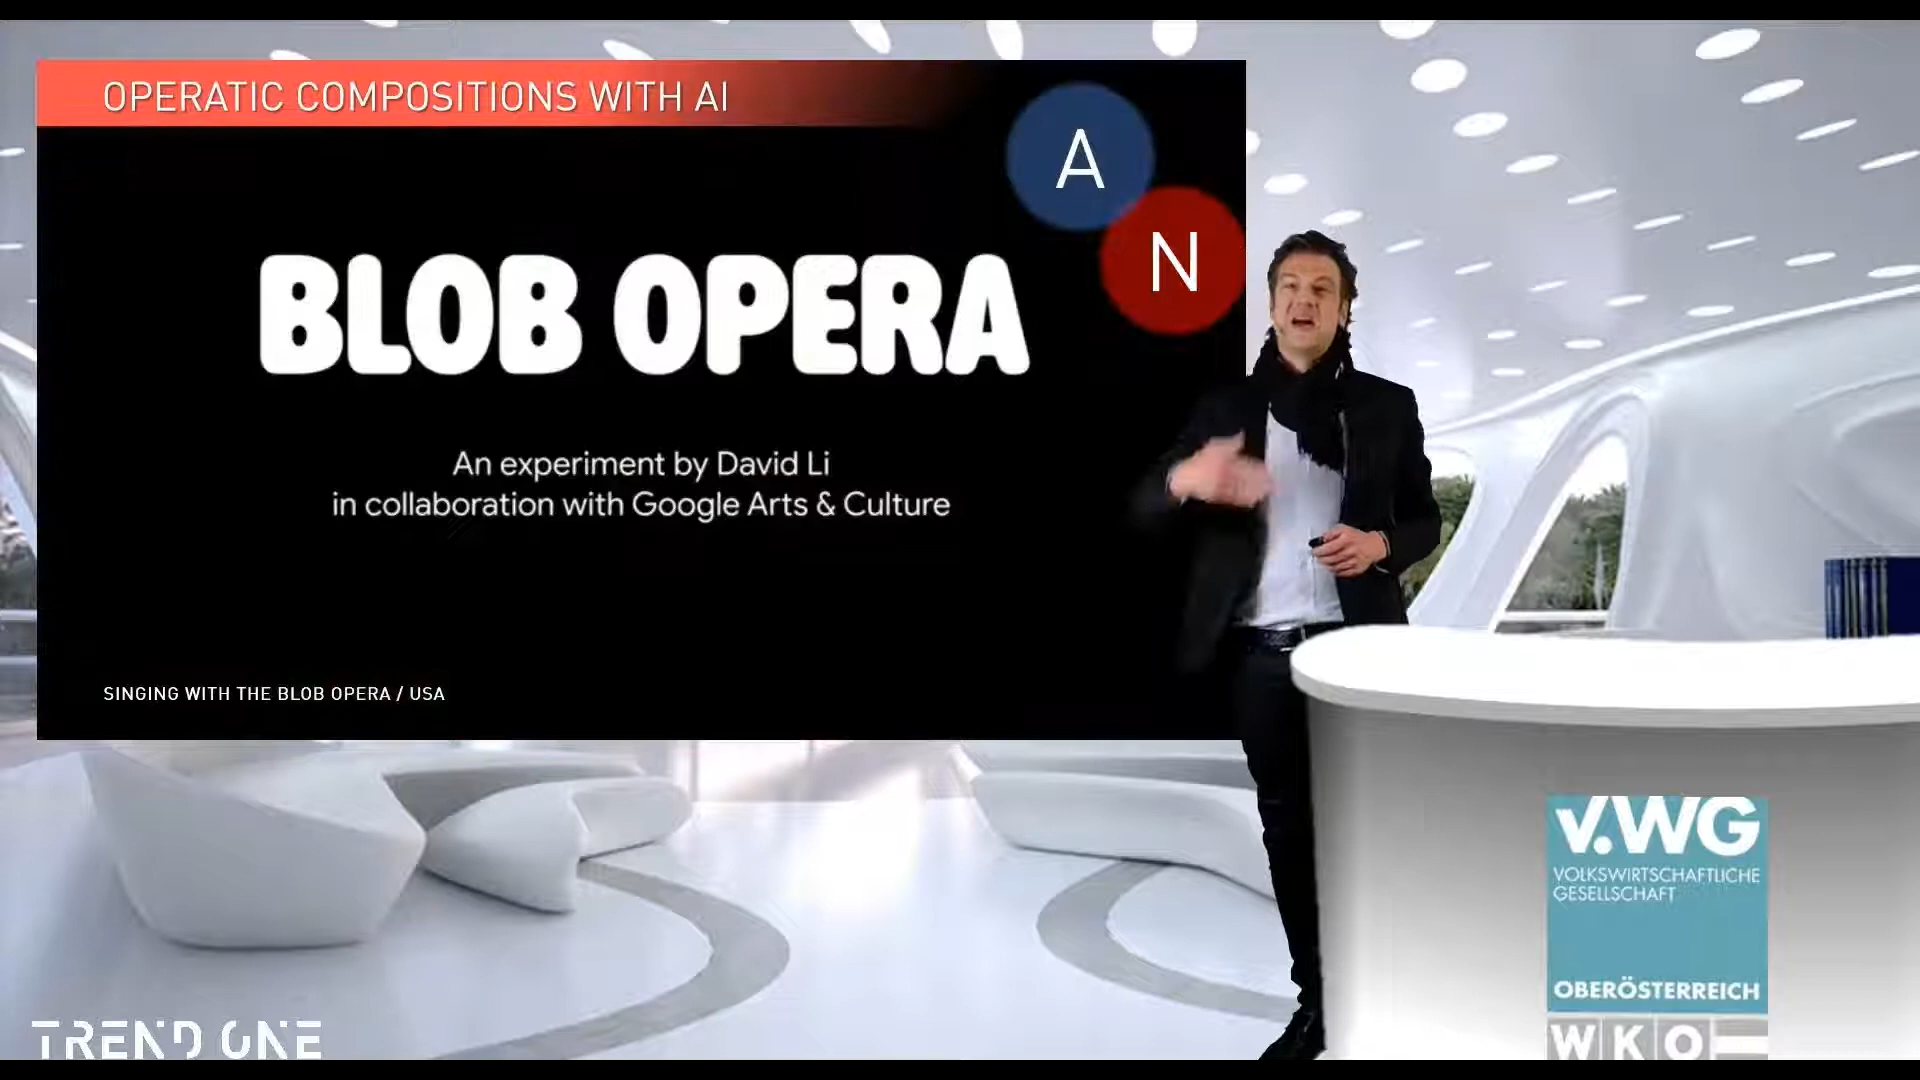 OPERATIC COMPOSITIONS WITH AI
A
N
BLOB OPERA
An experiment by David Li
in collaboration with Google Arts & Culture
SINGING WITH THE BLOB OPERA / USA
v.WG
VOLKSWIRTSCHAFTLICHE
GESELLSCHAFT
OBERÖSTERREICH
WKO
TREND ONE